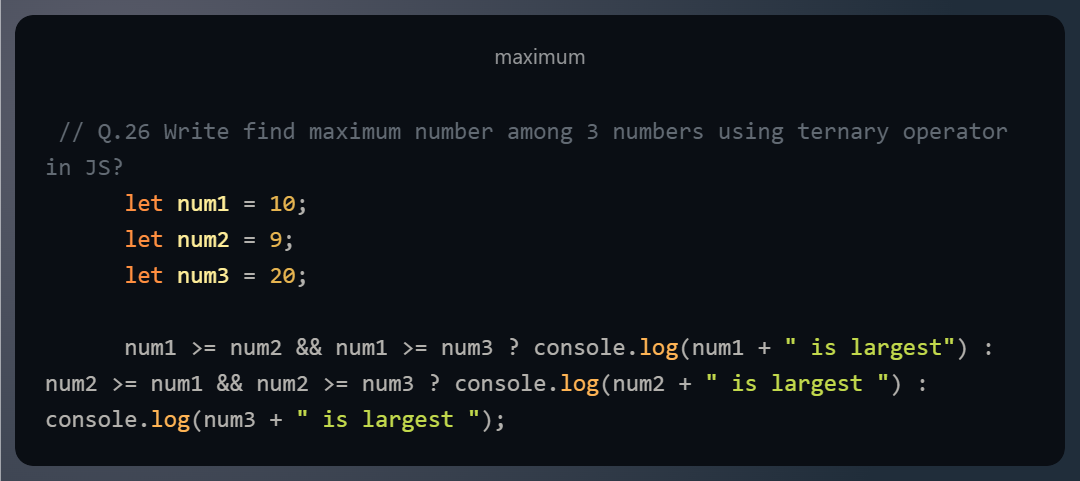 maximum
// Q.26 Write find maximum number among 3 numbers using ternary operator
in JS?
let num1 = 10;
let num2 = 9;
let num3 = 20;
num1 >= num2 && num1 >= num3 ? console.log(num1 + " is largest") :
num2 >= num1 && num2 >= num3 ? console.log(num2 + " is largest ") :
console.log(num3 + " is largest ");